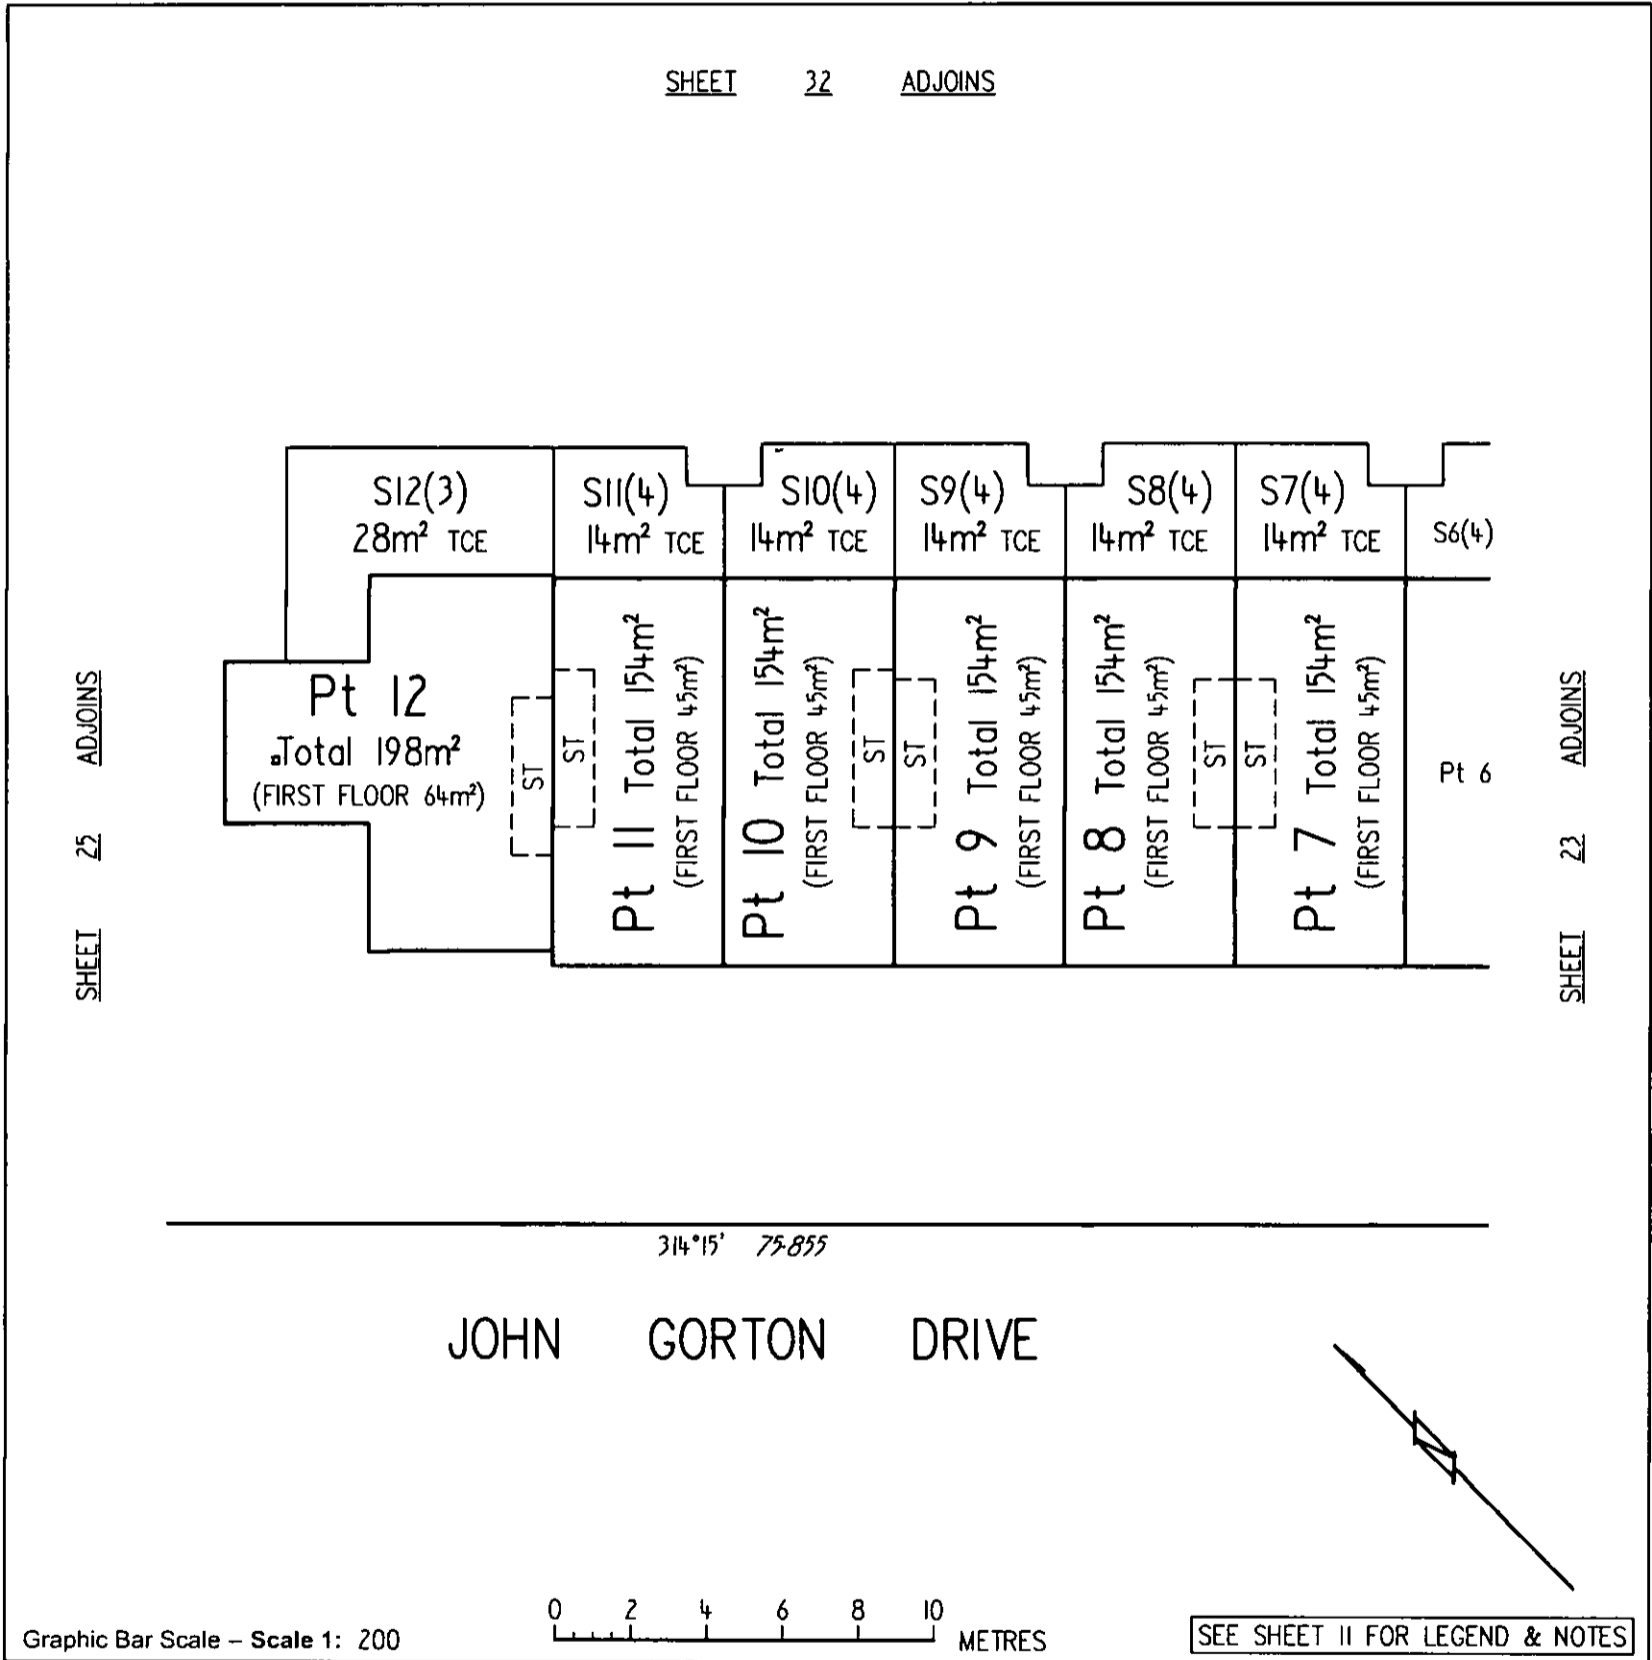 SHEET 32 ADJOINS
S12(3)
28m² TCE
S11(4)
14m² TCE
S10(4)
14m² TCE
S9(4)
14m² TCE
S8(4)
14m² TCE
S7(4)
14m² TCE
S6(4)
SHEET 25 ADJOINS
Pt 12
Total 198m²
(FIRST FLOOR 64m²)
ST
ST
Pt 11 Total 154m²
(FIRST FLOOR 45m²)
Pt 10 Total 154m²
(FIRST FLOOR 45m²)
ST
ST
Pt 9 Total 154m²
(FIRST FLOOR 45m²)
Pt 8 Total 154m²
(FIRST FLOOR 45m²)
ST
ST
Pt 7 Total 154m²
(FIRST FLOOR 45m²)
Pt 6
SHEET 23 ADJOINS
314°15' 75·855
JOHN GORTON DRIVE
0 2 4 6 8 10
METRES
Graphic Bar Scale – Scale 1: 200
SEE SHEET 11 FOR LEGEND & NOTES